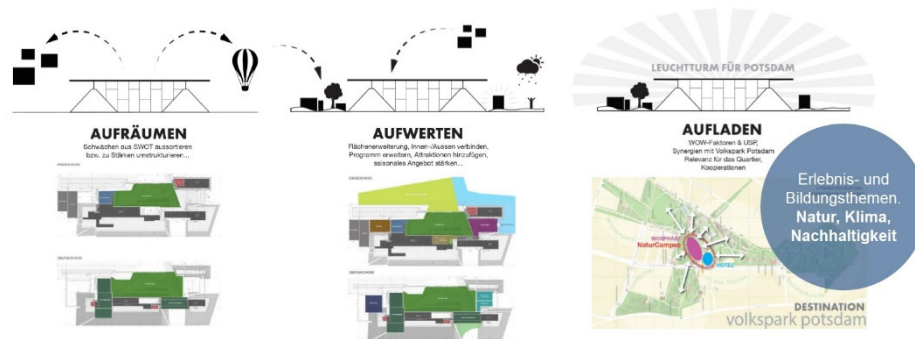 AUFRÄUMEN
Schwächen aus SWOT aussortieren
bzw. zu Stärken umstrukturieren...
AUFWERTEN
Flächenerweiterung, Innen-/Aussen verbinden,
Programm erweitern, Attraktionen hinzufügen,
saisonales Angebot stärken...
LEUCHTTURM FÜR POTSDAM
AUFLADEN
WOW-Faktoren & USP,
Synergien mit Volkspark Potsdam
Relevanz für das Quartier,
Kooperationen
Erlebnis- und
Bildungsthemen.
Natur, Klima,
Nachhaltigkeit
BIOSPHÄRE
NaturCampus
HOTEL
DESTINATION
volkspark potsdam